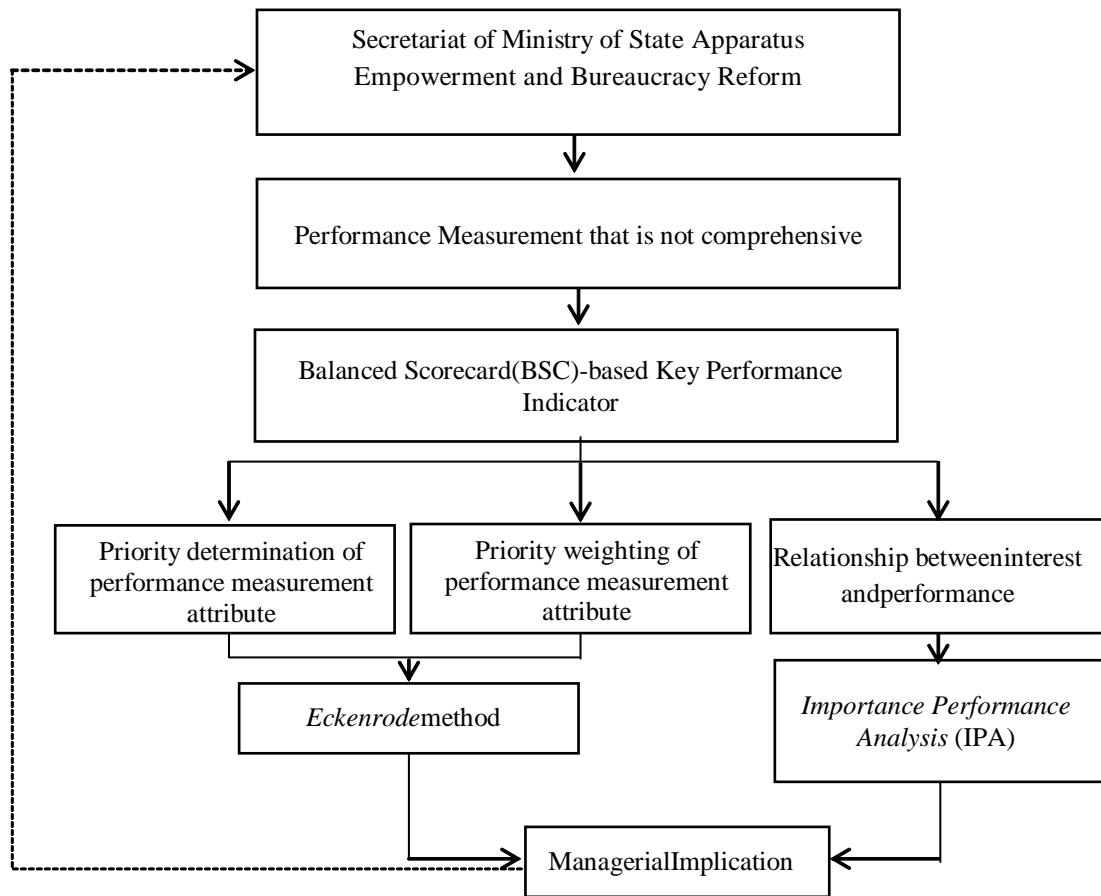 Secretariat of Ministry of State Apparatus
Empowerment and Bureaucracy Reform
Performance Measurement that is not comprehensive
Balanced Scorecard(BSC)-based Key Performance
Indicator
Priority determination of
performance measurement
attribute
Priority weighting of
performance measurement
attribute
Relationship betweeninterest
andperformance
Eckenrodemethod
Importance Performance
Analysis (IPA)
ManagerialImplication